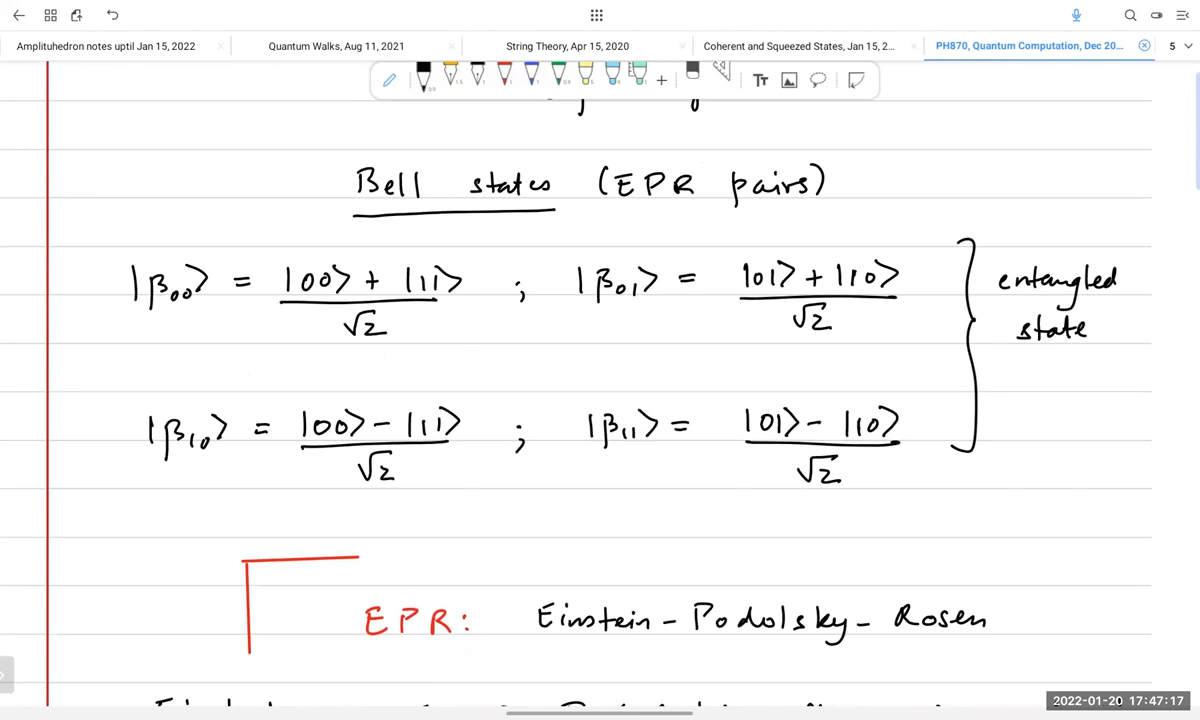 Amplituhedron notes uptil Jan 15, 2022
Quantum Walks, Aug 11, 2021
String Theory, Apr 15, 2020
Coherent and Squeezed States, Jan 15, 2...
PH870, Quantum Computation, Dec 20...
5
Tт
Bell states (EPR pairs)
|β₀₀⟩ = |00⟩ + |11⟩ / √2 ; |β₀₁⟩ = |01⟩ + |10⟩ / √2
entangled
state
|β₁₀⟩ = |00⟩ - |11⟩ / √2 ; |β₁₁⟩ = |01⟩ - |10⟩ / √2
EPR: Einstein - Podolsky - Rosen
2022-01-20 17:47:17